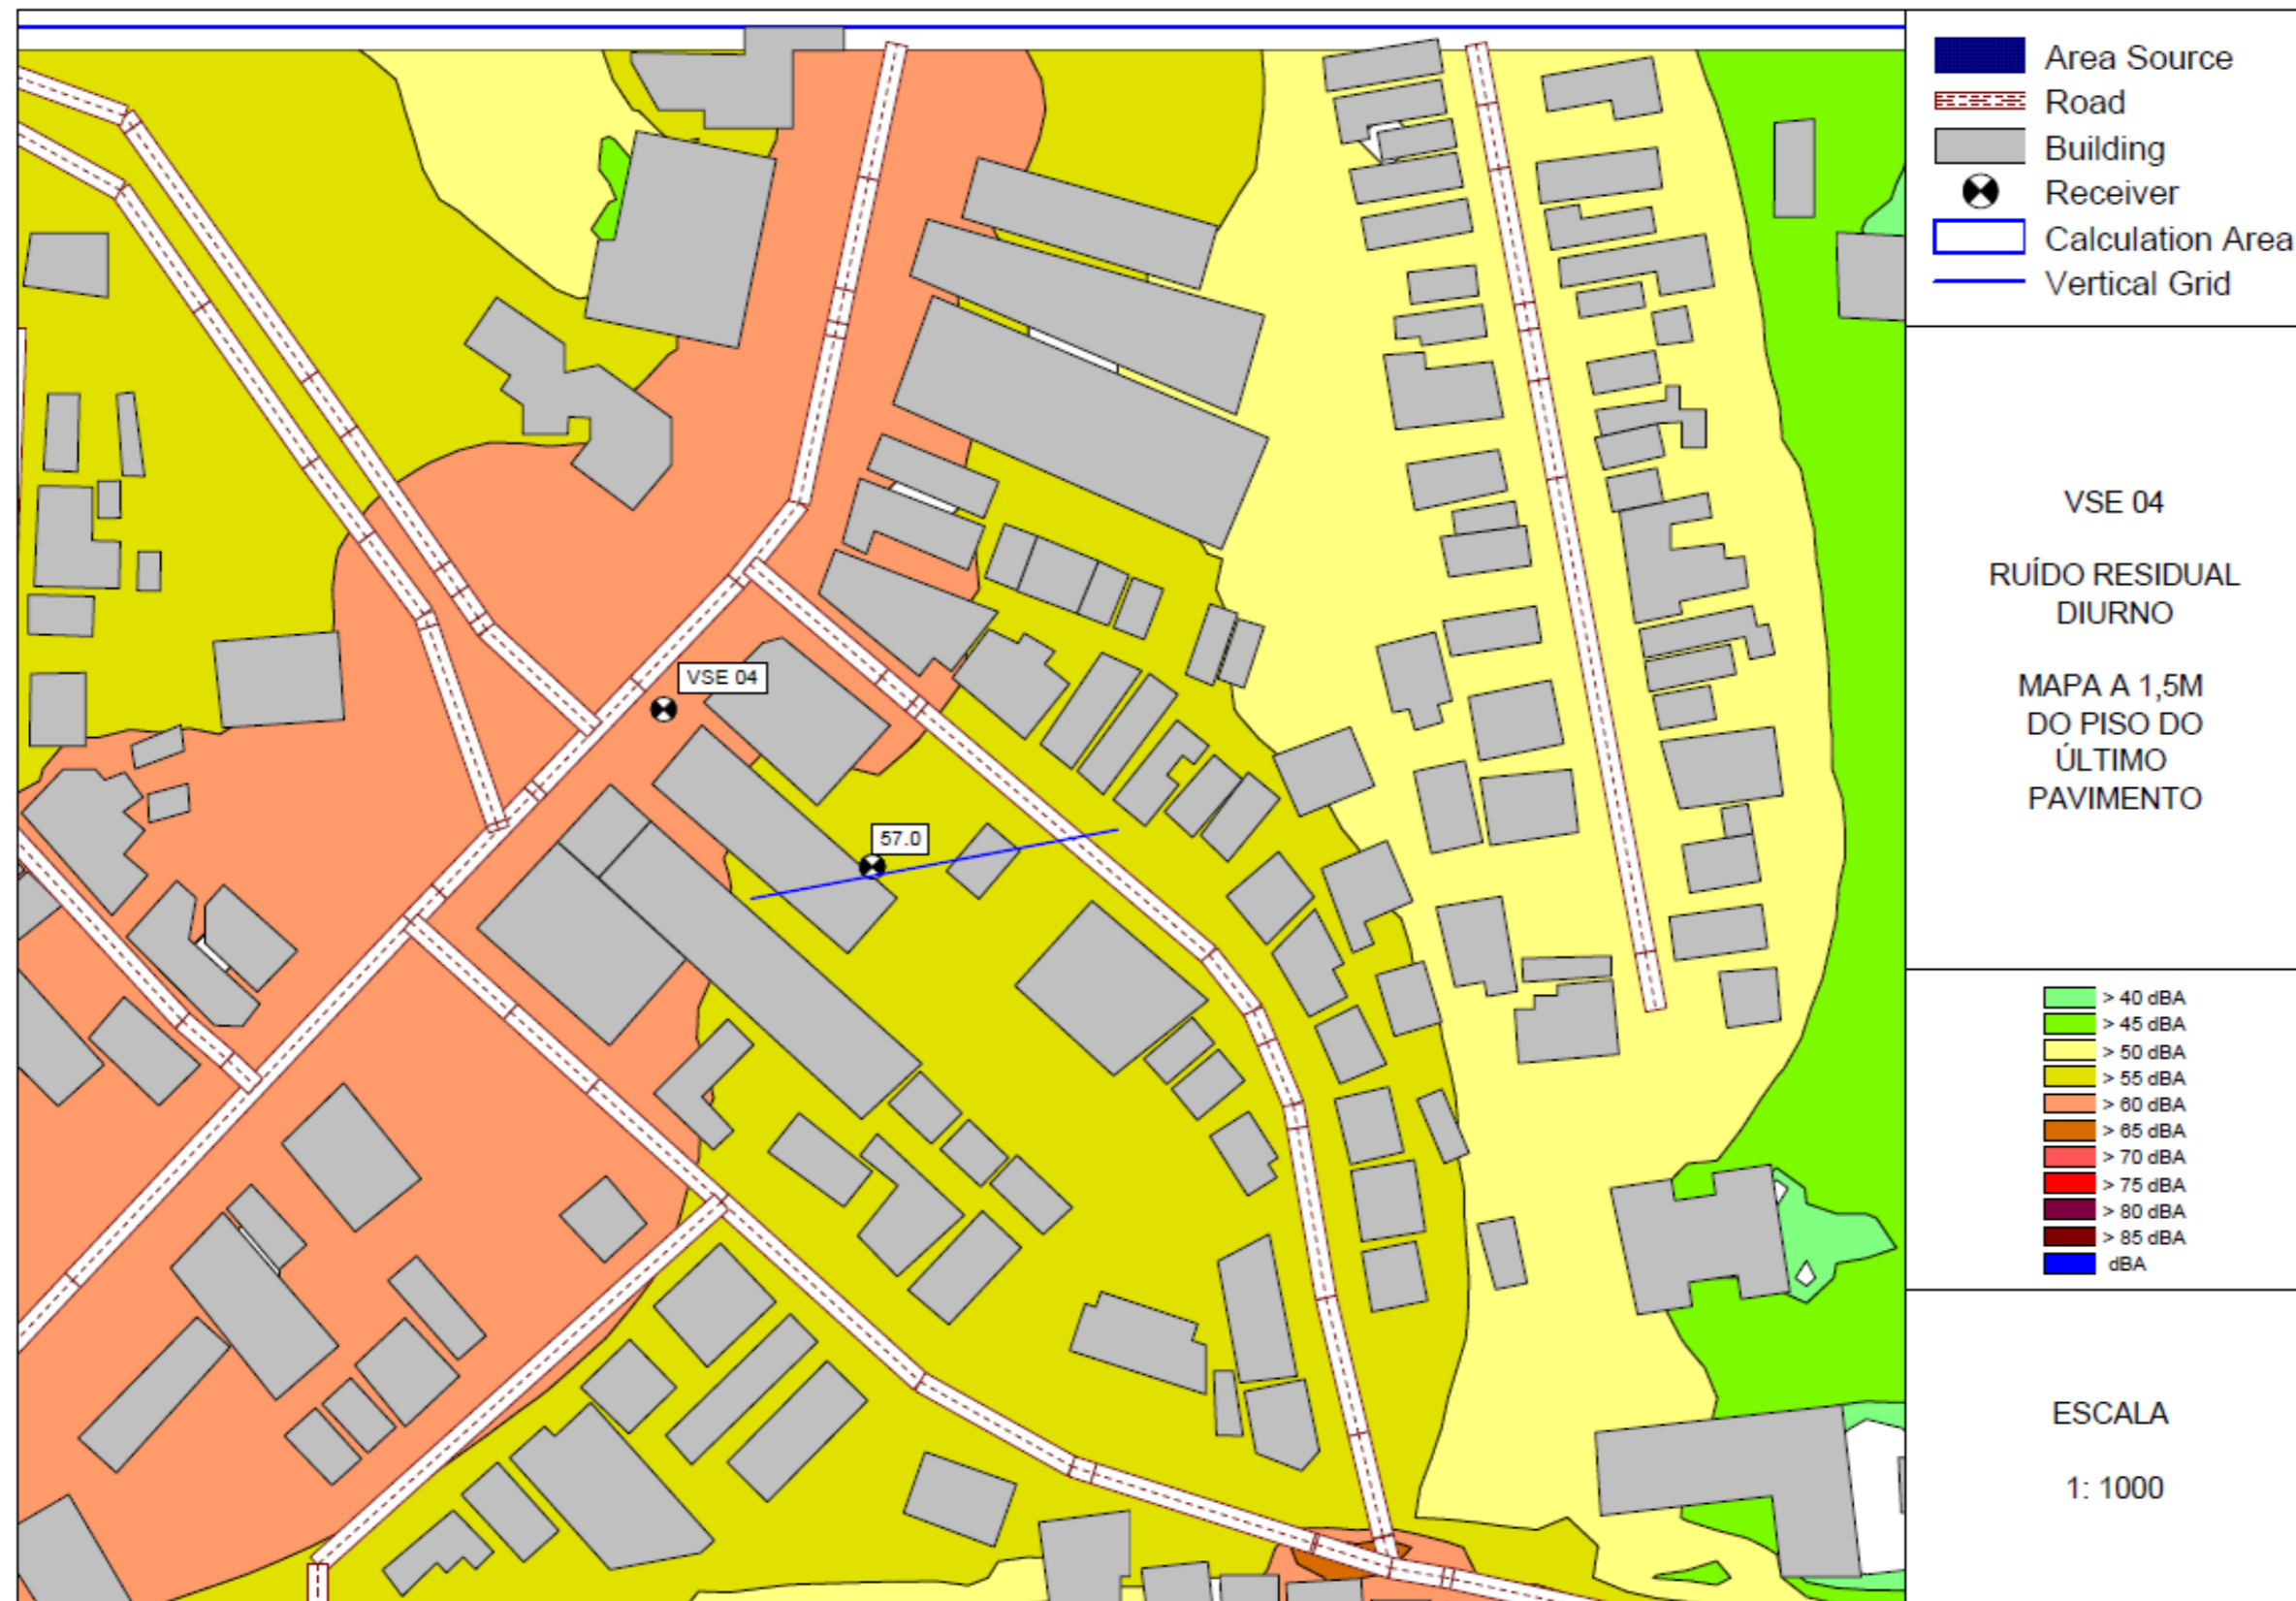 Area Source
Road
Building
Receiver
Calculation Area
Vertical Grid
VSE 04
RUÍDO RESIDUAL
DIURNO
MAPA A 1,5M
DO PISO DO
ÚLTIMO
PAVIMENTO
VSE 04
57.0
> 40 dBA
> 45 dBA
> 50 dBA
> 55 dBA
> 60 dBA
> 65 dBA
> 70 dBA
> 75 dBA
> 80 dBA
> 85 dBA
dBA
ESCALA
1: 1000